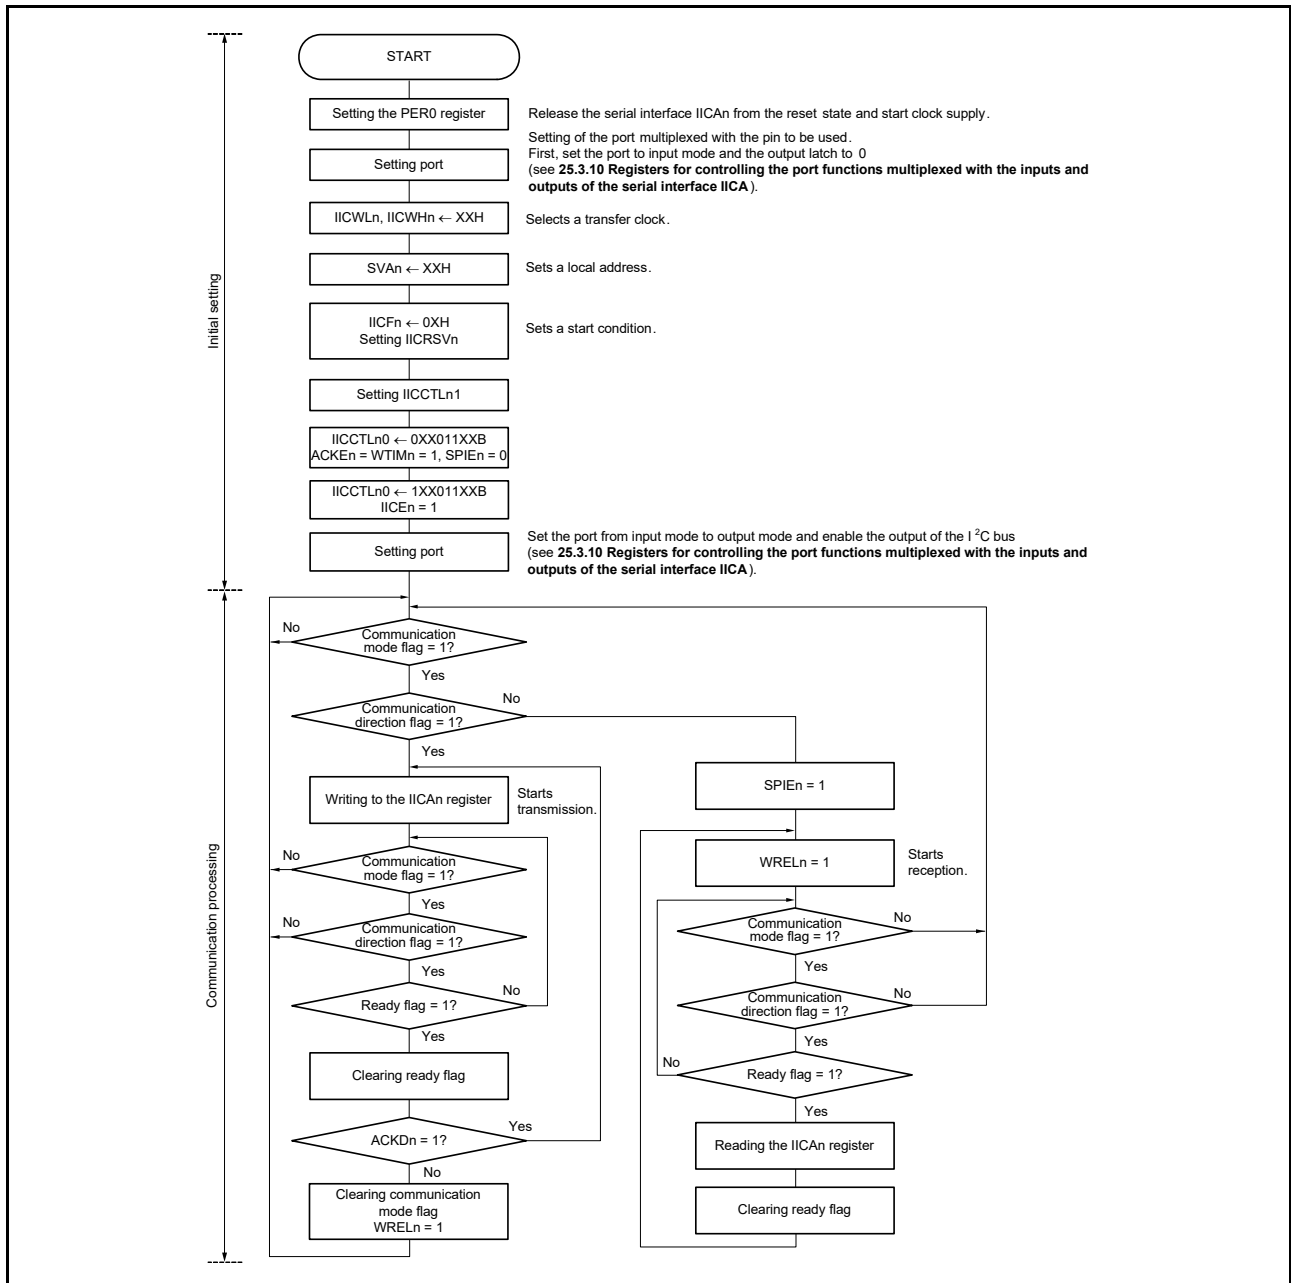 START
Setting the PER0 register
Release the serial interface IICAn from the reset state and start clock supply.
Setting port
Setting of the port multiplexed with the pin to be used.
First, set the port to input mode and the output latch to 0
(see 25.3.10 Registers for controlling the port functions multiplexed with the inputs and
outputs of the serial interface IICA).
IICWLn, IICWHn ← XXH
Selects a transfer clock.
SVAn ← XXH
Sets a local address.
IICFn ← 0XH
Setting IICRSVn
Sets a start condition.
Setting IICCTLn1
IICCTLn0 ← 0XX011XXB
ACKEn = WTIMn = 1, SPIEn = 0
IICCTLn0 ← 1XX011XXB
IICEn = 1
Setting port
Set the port from input mode to output mode and enable the output of the I 2C bus
(see 25.3.10 Registers for controlling the port functions multiplexed with the inputs and
outputs of the serial interface IICA).
Initial setting
Communication
mode flag = 1?
No
Yes
Communication
direction flag = 1?
No
Yes
Writing to the IICAn register
Starts
transmission.
Communication
mode flag = 1?
No
Yes
Communication
direction flag = 1?
No
Yes
Ready flag = 1?
No
Yes
Clearing ready flag
ACKDn = 1?
Yes
No
Clearing communication
mode flag
WRELn = 1
SPIEn = 1
WRELn = 1
Starts
reception.
Communication
mode flag = 1?
No
Yes
Communication
direction flag = 1?
No
Yes
Ready flag = 1?
No
Yes
Reading the IICAn register
Clearing ready flag
Communication processing